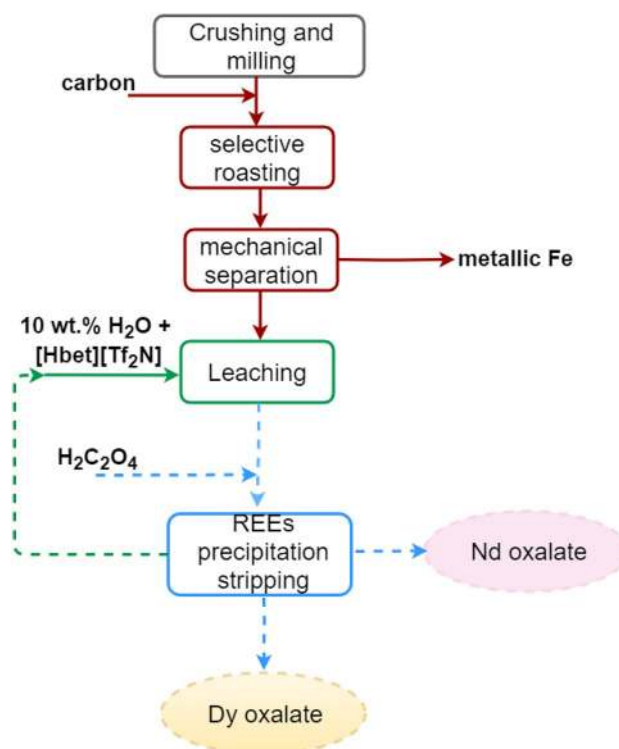 Crushing and
milling
carbon
selective
roasting
mechanical
separation
metallic Fe
10 wt.% H₂O +
[Hbet][Tf₂N]
Leaching
H₂C₂O₄
REEs
precipitation
stripping
Nd oxalate
Dy oxalate